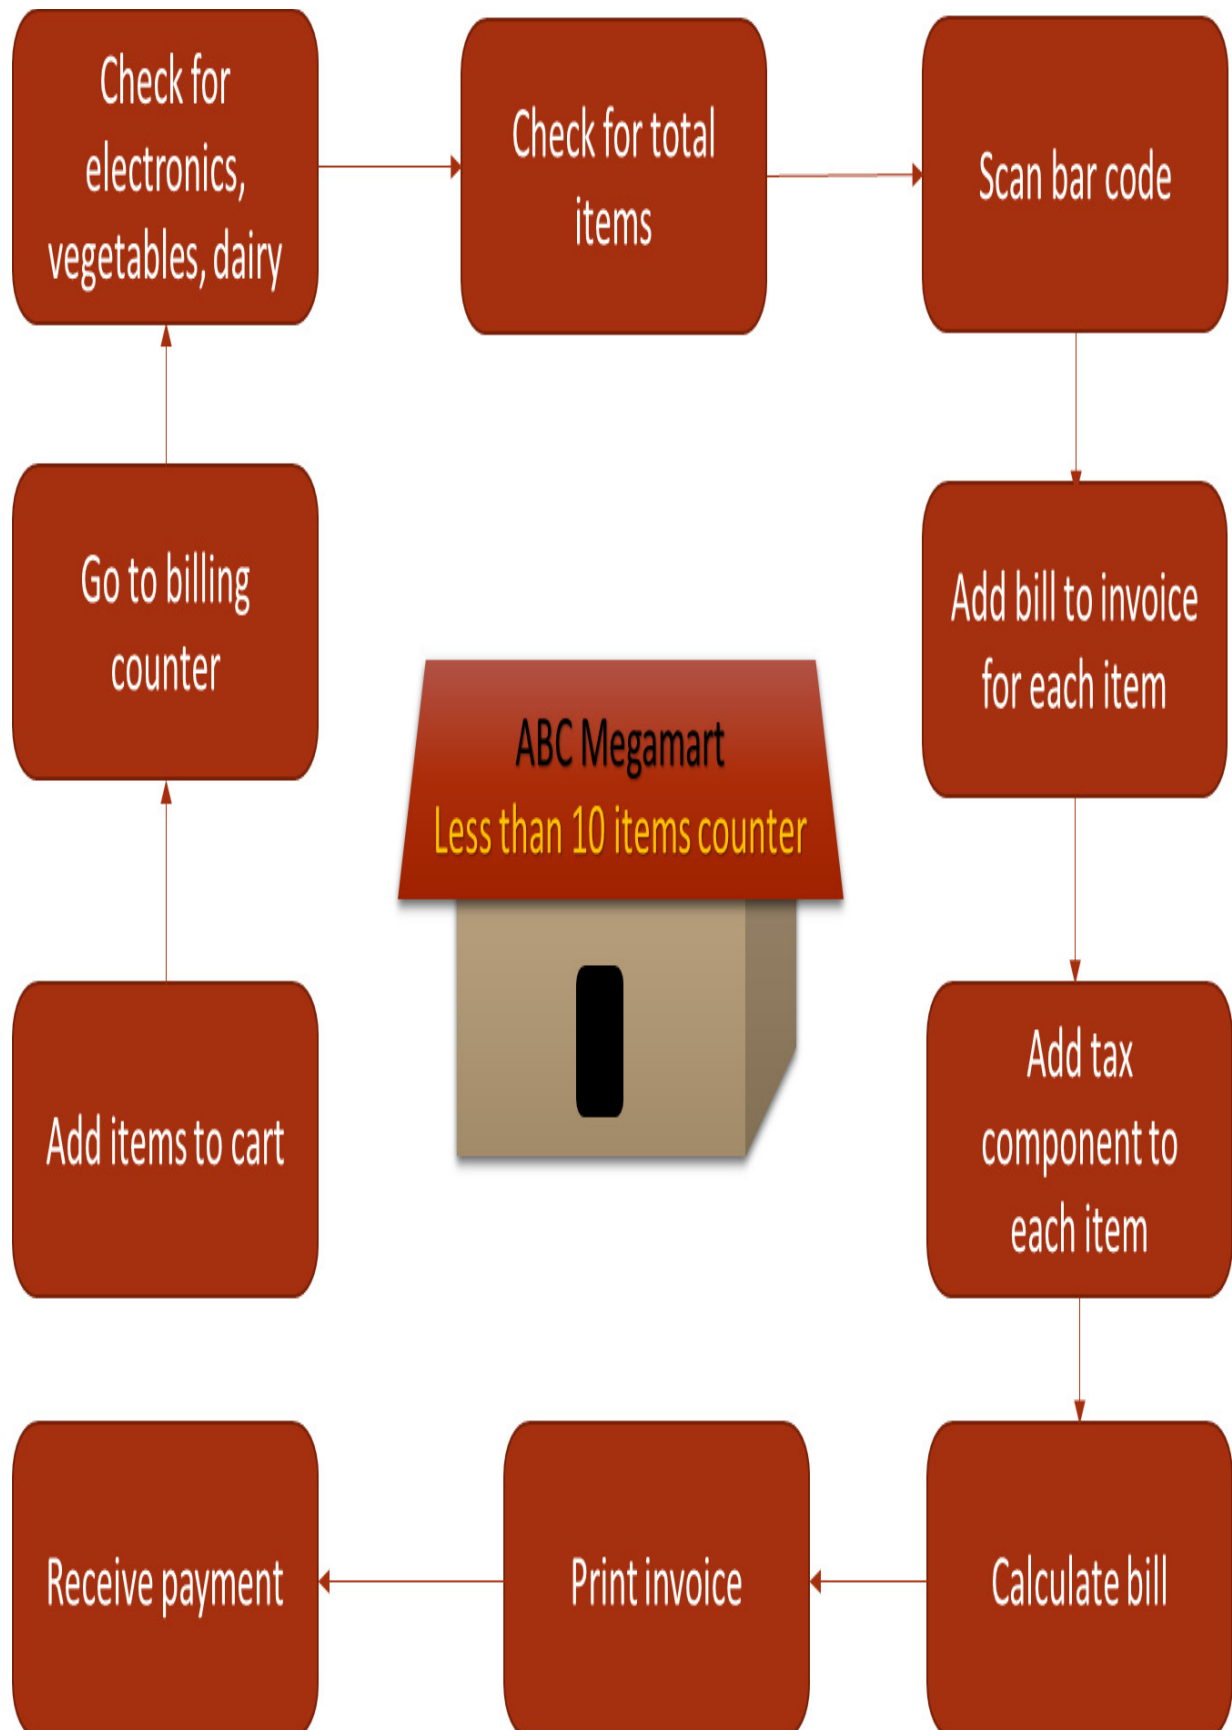 Check for
electronics,
vegetables, dairy
Check for total
items
Scan bar code
Go to billing
counter
Add bill to invoice
for each item
ABC Megamart
Less than 10 items counter
Add items to cart
Add tax
component to
each item
Receive payment
Print invoice
Calculate bill